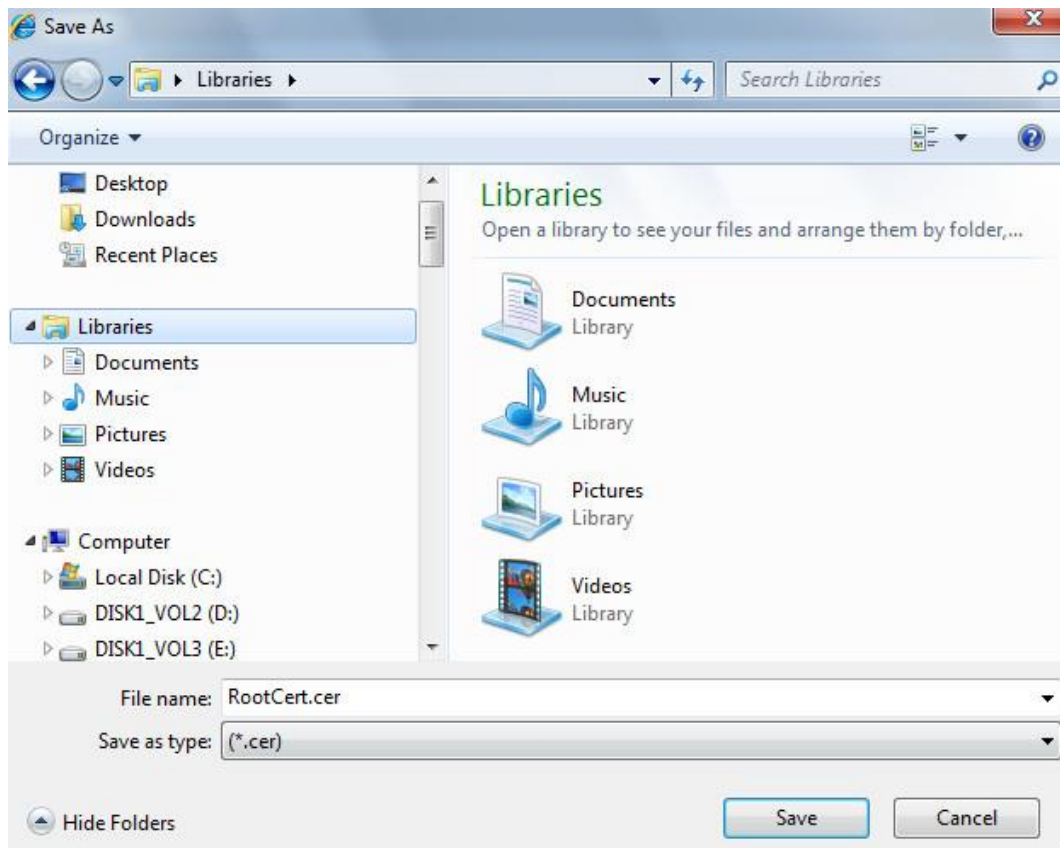 Save As
Libraries
Search Libraries
Organize
Desktop
Downloads
Recent Places
Libraries
Documents
Music
Pictures
Videos
Computer
Local Disk (C:)
DISK1_VOL2 (D:)
DISK1_VOL3 (E:)
Libraries
Open a library to see your files and arrange them by folder,...
Documents
Library
Music
Library
Pictures
Library
Videos
Library
File name: RootCert.cer
Save as type: (*.cer)
Hide Folders
Save
Cancel